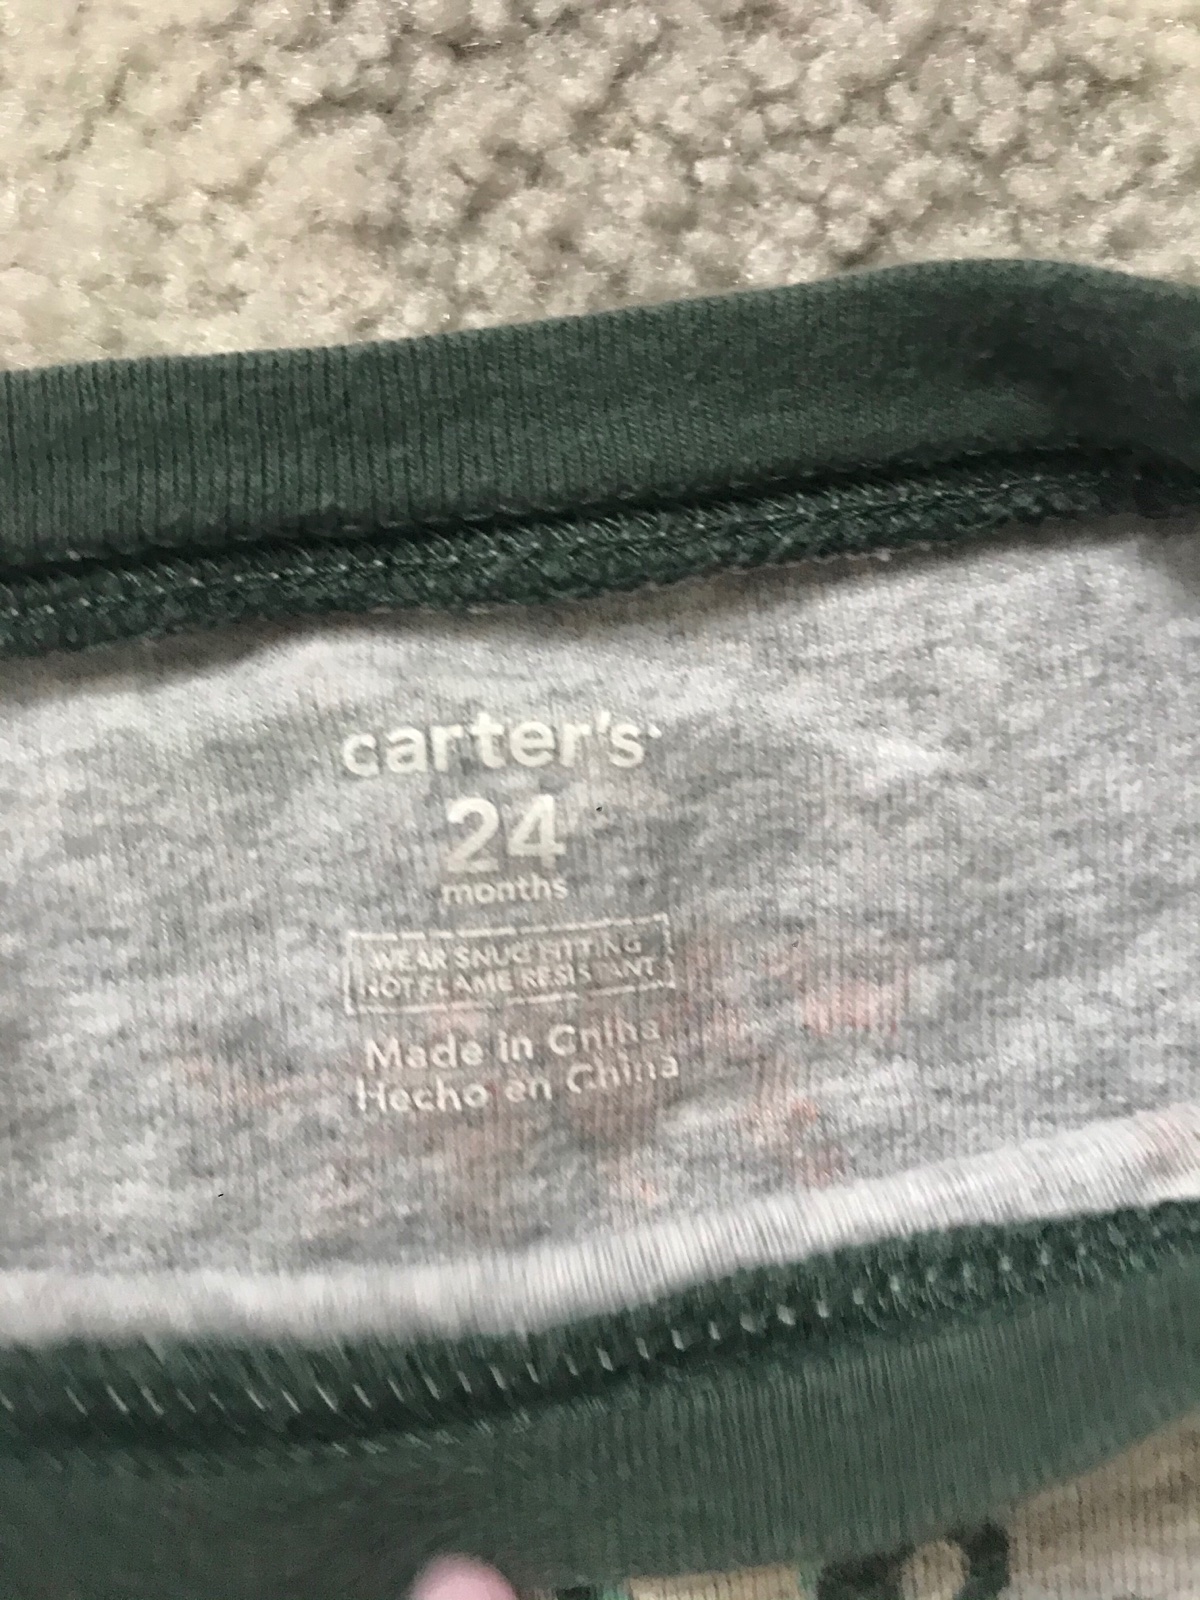 carter's
24
months
WEAR SNUG FITTING
NOT FLAME RESISTANT
Made in China
Hecho en China